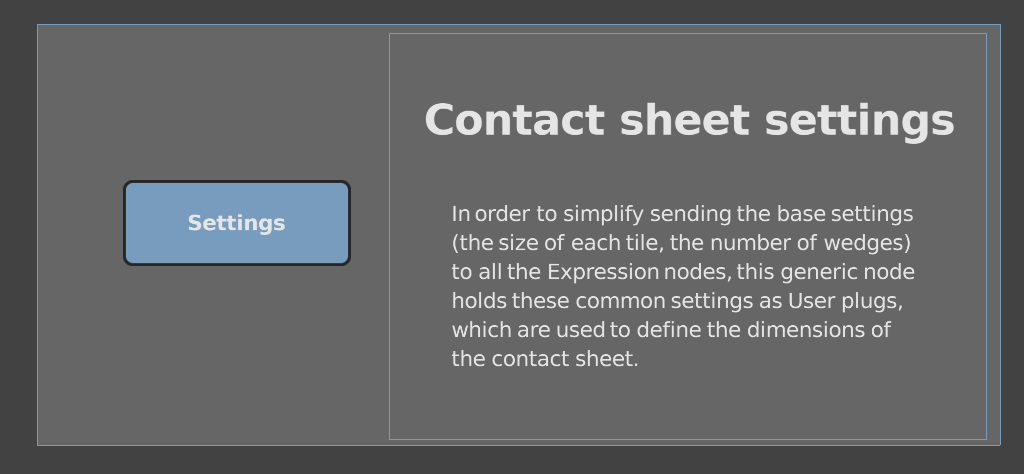 Contact sheet settings
Settings
In order to simplify sending the base settings
(the size of each tile, the number of wedges)
to all the Expression nodes, this generic node
holds these common settings as User plugs,
which are used to define the dimensions of
the contact sheet.